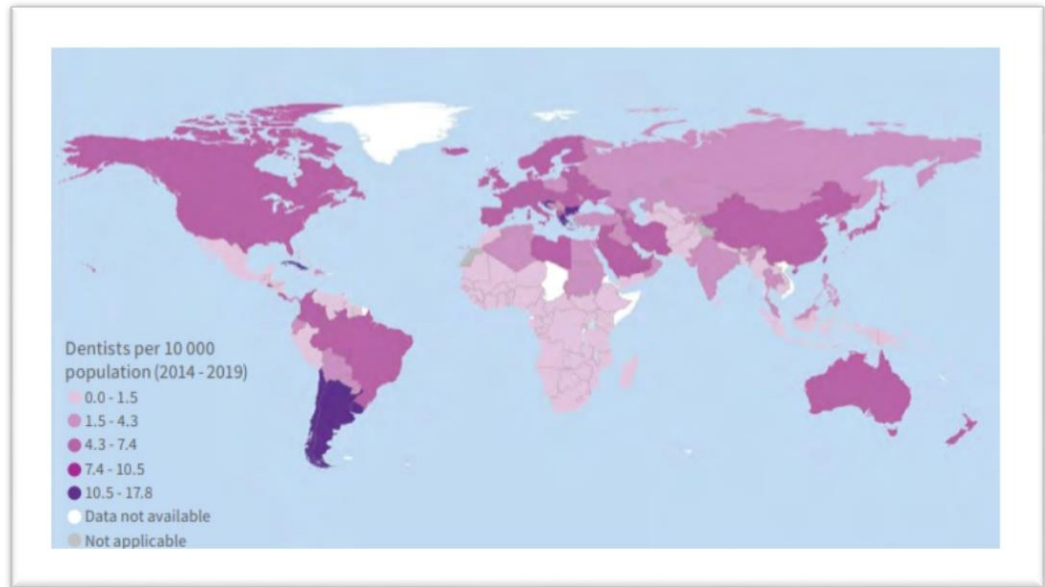 Dentists per 10 000
population (2014 - 2019)
0.0 - 1.5
1.5 - 4.3
4.3 - 7.4
7.4 - 10.5
10.5 - 17.8
Data not available
Not applicable